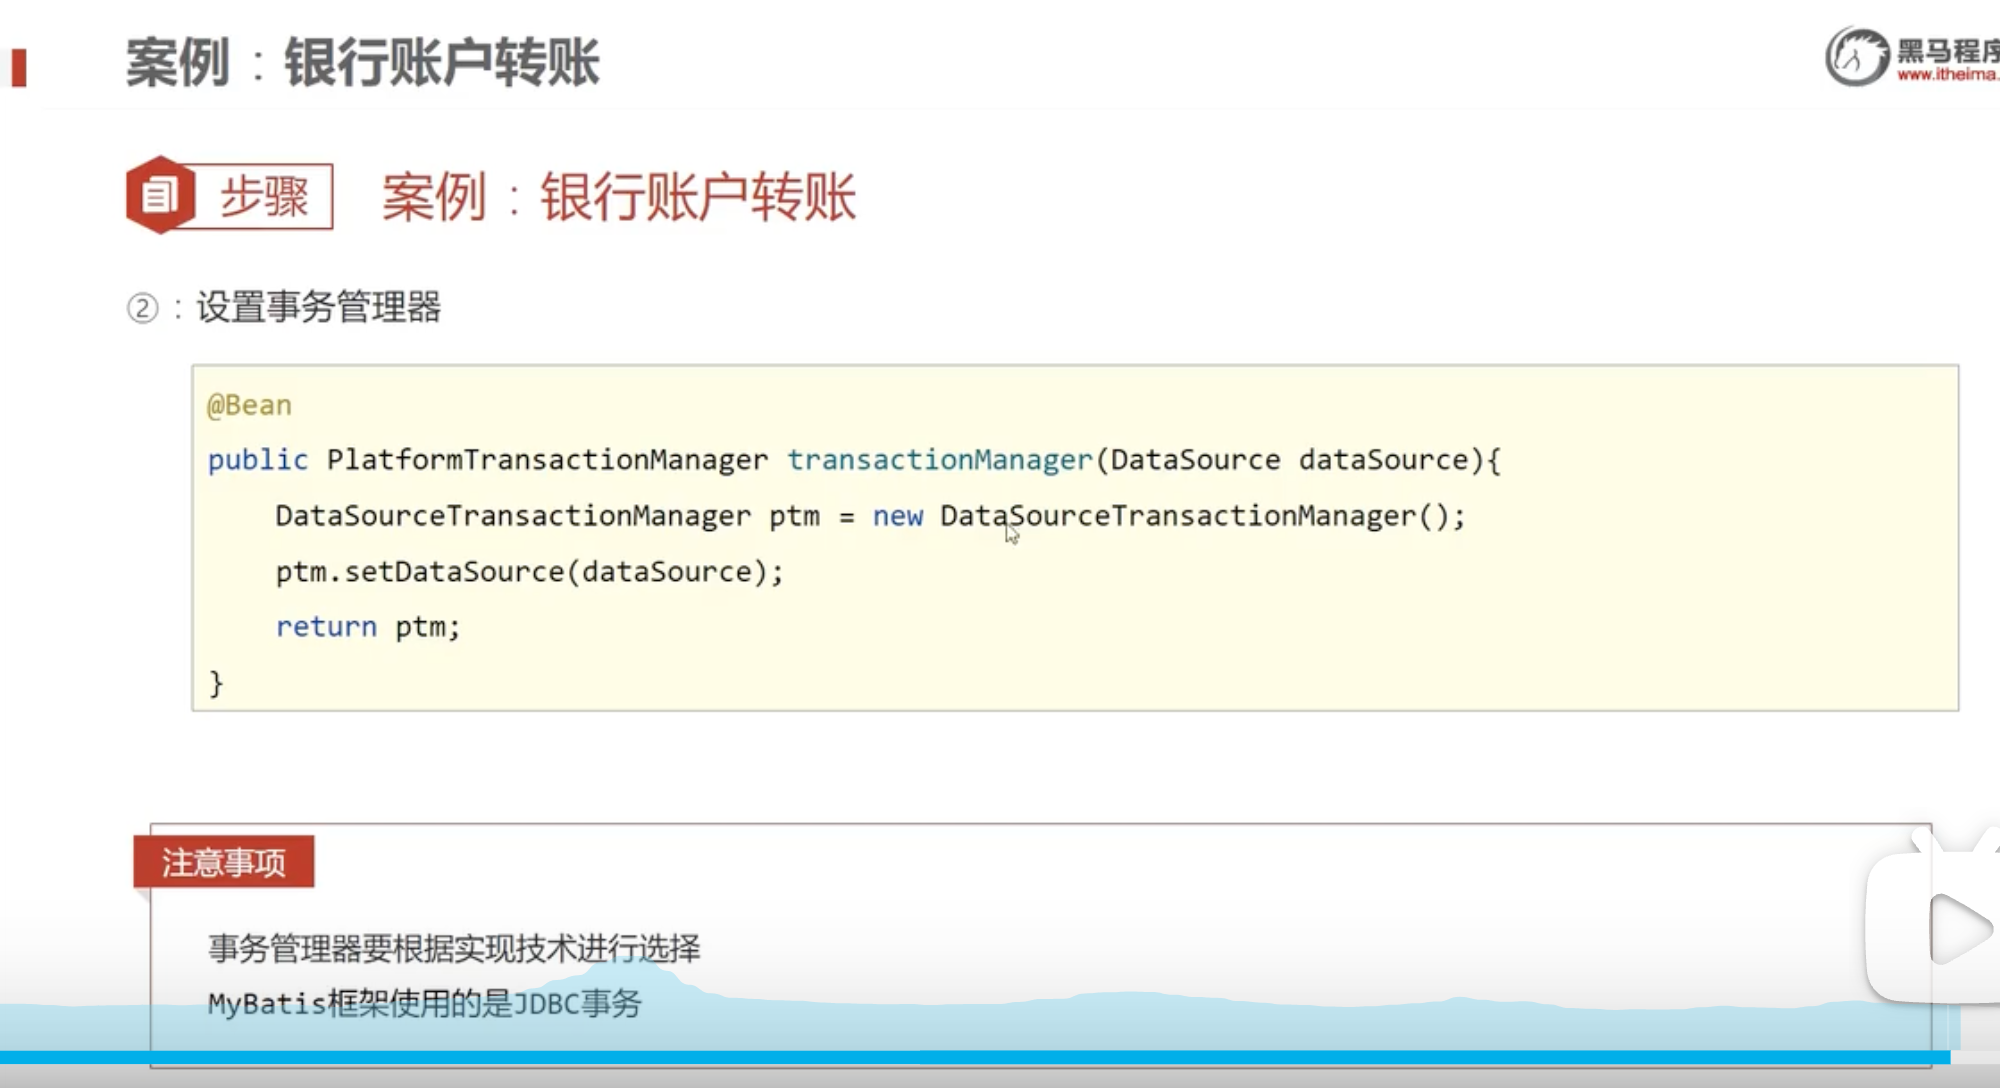 案例：银行账户转账
黑马程序
www.itheima.
步骤
案例：银行账户转账
②：设置事务管理器
@Bean
public PlatformTransactionManager transactionManager(DataSource dataSource){
    DataSourceTransactionManager ptm = new DataSourceTransactionManager();
    ptm.setDataSource(dataSource);
    return ptm;
}
注意事项
事务管理器要根据实现技术进行选择
MyBatis框架使用的是JDBC事务